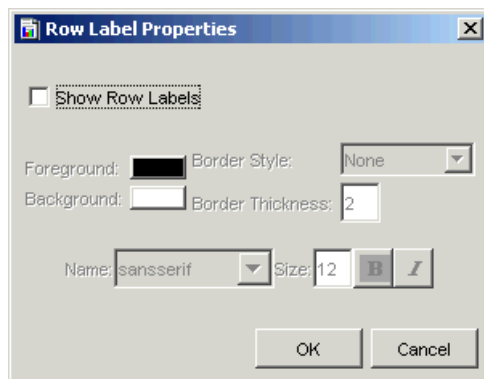 Row Label Properties
Show Row Labels
Foreground: Border Style: None
Background: Border Thickness: 2
Name: sansserif Size: 12 B I
OK Cancel